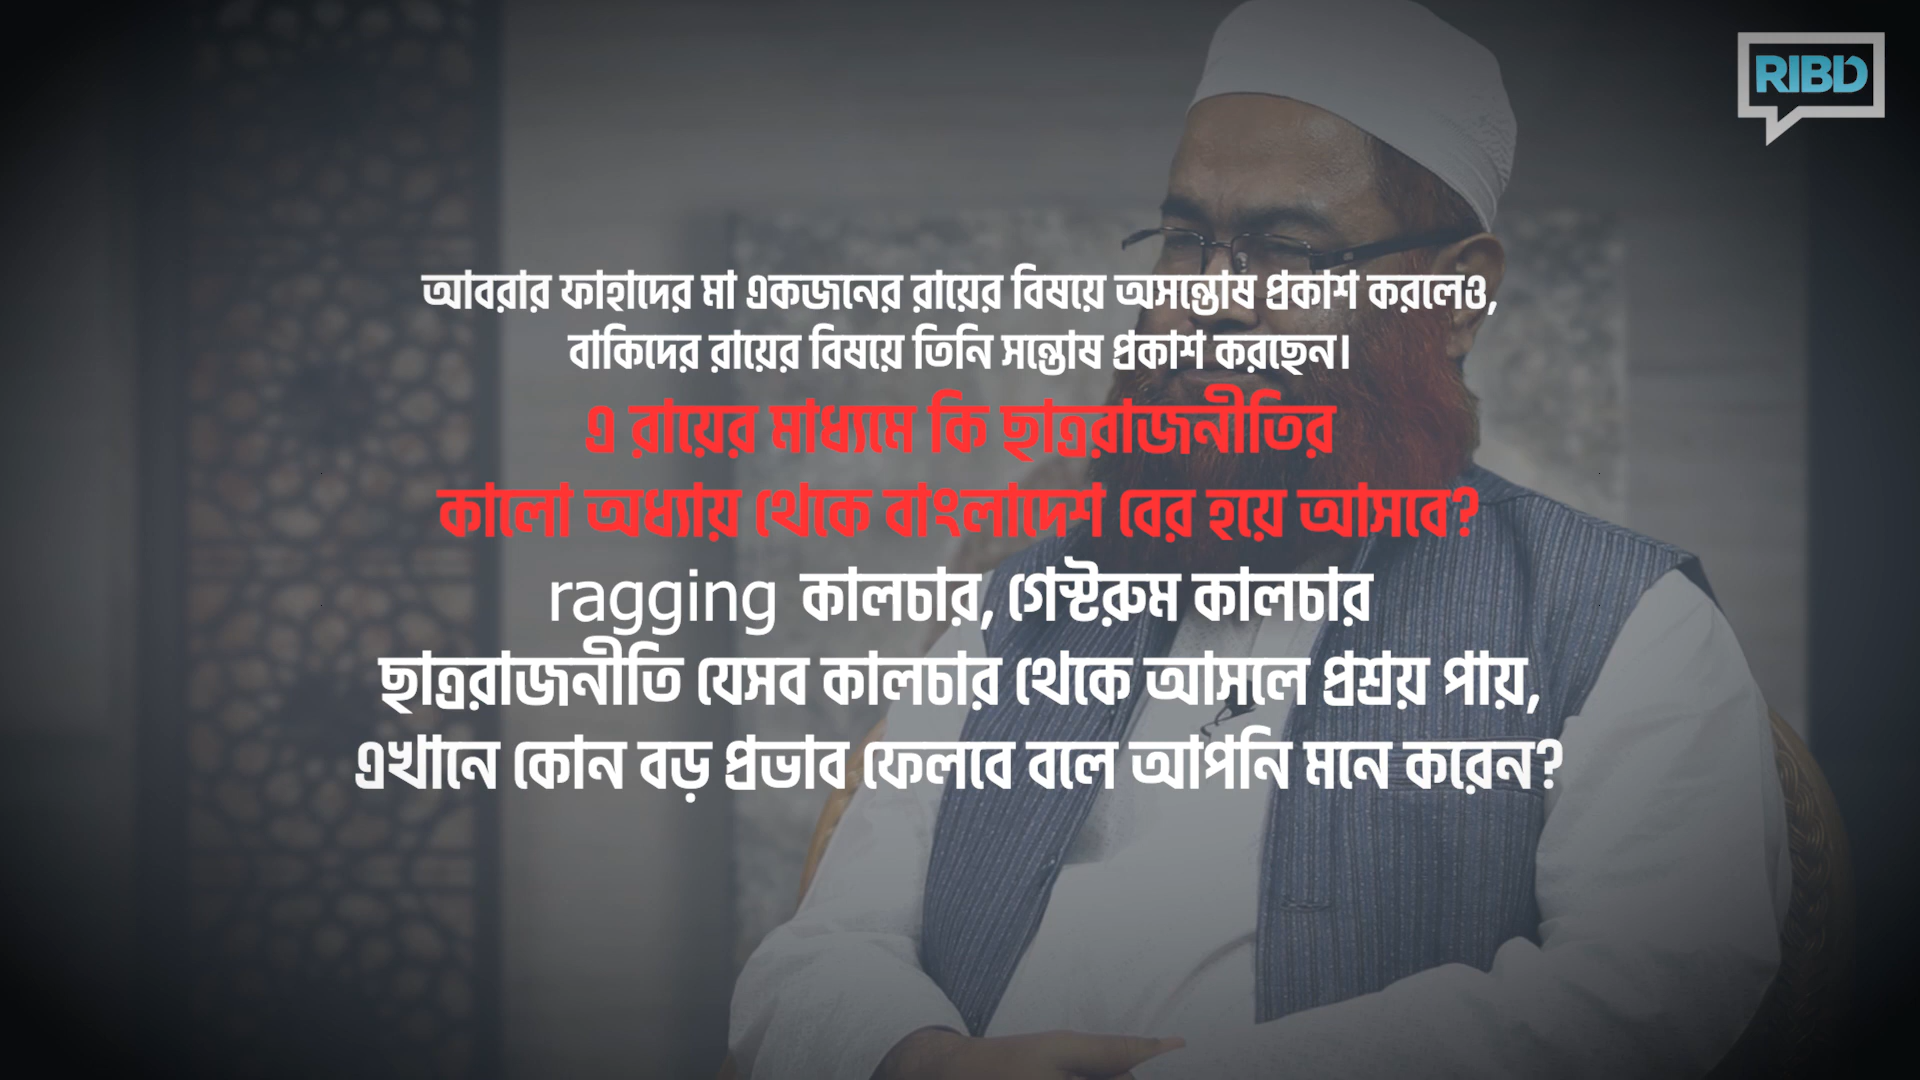 RIBD
আবরার ফাহাদের মা একজনের রায়ের বিষয়ে অসন্তোষ প্রকাশ করলেও,
বাকিদের রায়ের বিষয়ে তিনি সন্তোষ প্রকাশ করছেন।
এ রায়ের মাধ্যমে কি ছাত্ররাজনীতির
কালো অধ্যায় থেকে বাংলাদেশ বের হয়ে আসবে?
ragging কালচার, গেস্টরুম কালচার
ছাত্ররাজনীতি যেসব কালচার থেকে আসলে প্রশ্রয় পায়,
এখানে কোন বড় প্রভাব ফেলবে বলে আপনি মনে করেন?